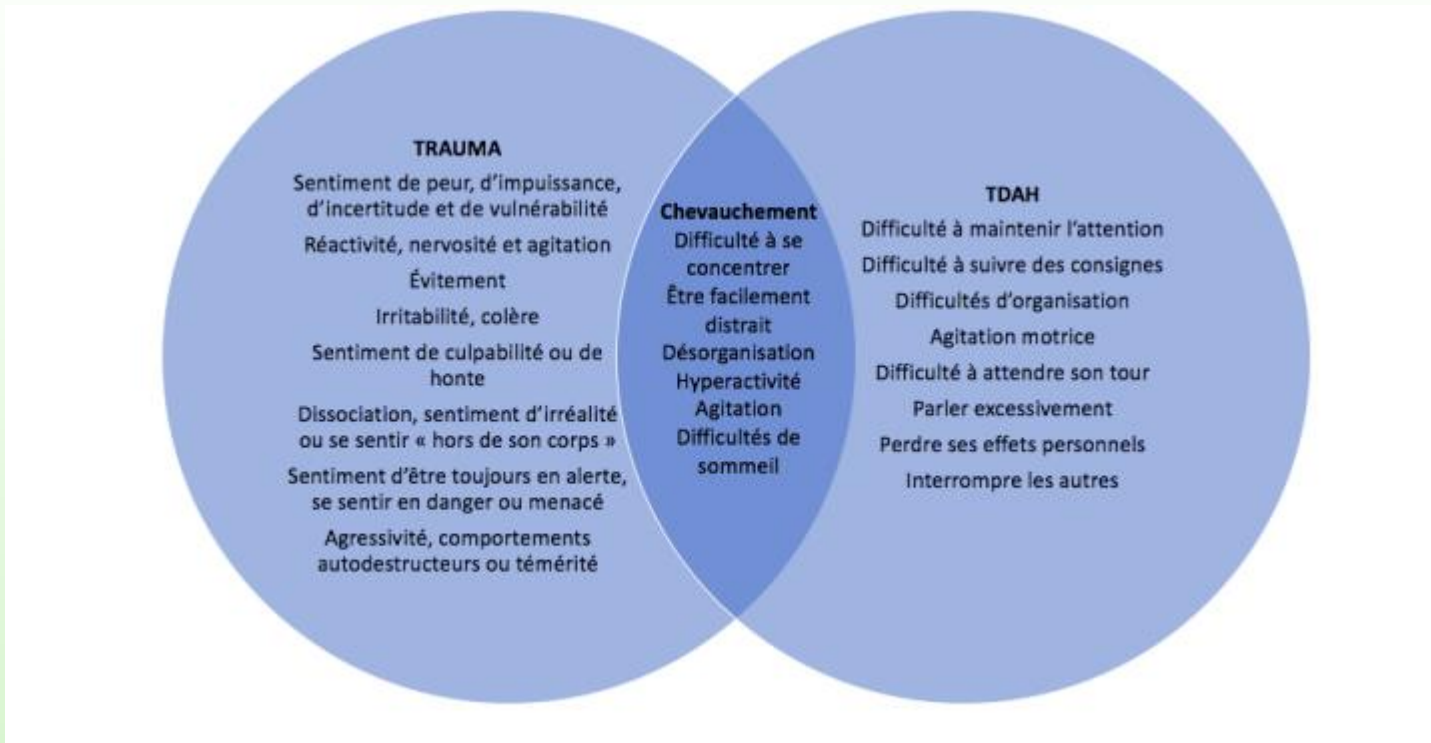 TRAUMA
Sentiment de peur, d'impuissance,
d'incertitude et de vulnérabilité
Réactivité, nervosité et agitation
Évitement
Irritabilité, colère
Sentiment de culpabilité ou de
honte
Dissociation, sentiment d'irréalité
ou se sentir « hors de son corps »
Sentiment d'être toujours en alerte,
se sentir en danger ou menacé
Agressivité, comportements
autodestructeurs ou témérité
Chevauchement
Difficulté à se
concentrer
Être facilement
distrait
Désorganisation
Hyperactivité
Agitation
Difficultés de
sommeil
TDAH
Difficulté à maintenir l'attention
Difficulté à suivre des consignes
Difficultés d'organisation
Agitation motrice
Difficulté à attendre son tour
Parler excessivement
Perdre ses effets personnels
Interrompre les autres